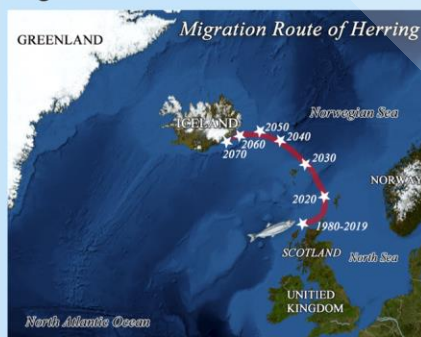 Migration Route of Herring
GREENLAND
Norwegian Sea
ICELAND
2050
2040
2060
2070
2030
NORWAY
2020
1980-2019
SCOTLAND
North Sea
UNITIED
KINGDOM
North Atlantic Ocean